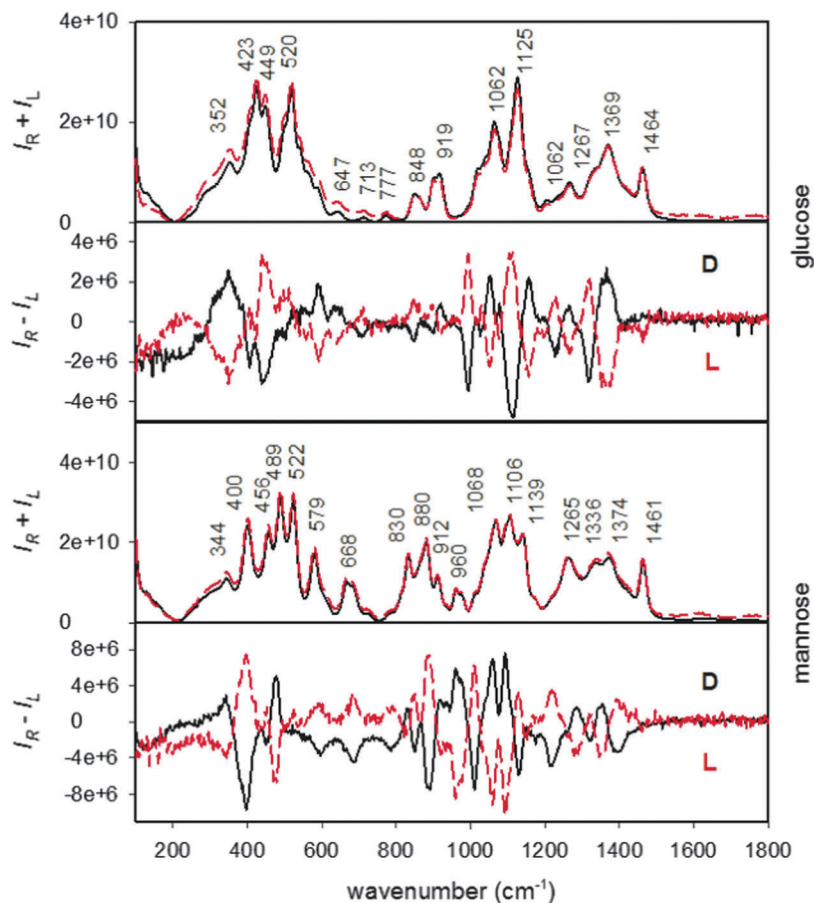 4e+10
2e+10
0
I_R + I_L
352
423
449
520
647
713
777
848
919
1062
1125
1062
1267
1369
1464
glucose
4e+6
2e+6
0
-2e+6
-4e+6
I_R - I_L
D
L
4e+10
2e+10
0
I_R + I_L
344
400
456
489
522
579
668
830
880
912
960
1068
1106
1139
1265
1336
1374
1461
mannose
8e+6
4e+6
0
-4e+6
-8e+6
I_R - I_L
D
L
200 400 600 800 1000 1200 1400 1600 1800
wavenumber (cm⁻¹)